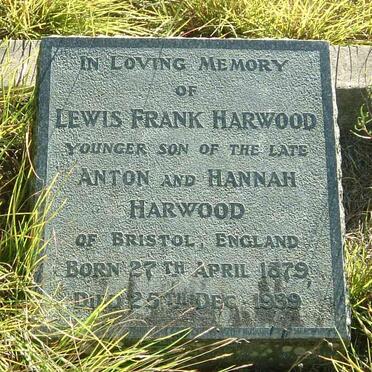 IN LOVING MEMORY
OF
LEWIS FRANK HARWOOD
YOUNGER SON OF THE LATE
ANTON AND HANNAH
HARWOOD
OF BRISTOL, ENGLAND
BORN 27TH APRIL 1879
DIED 25TH DEC 1939